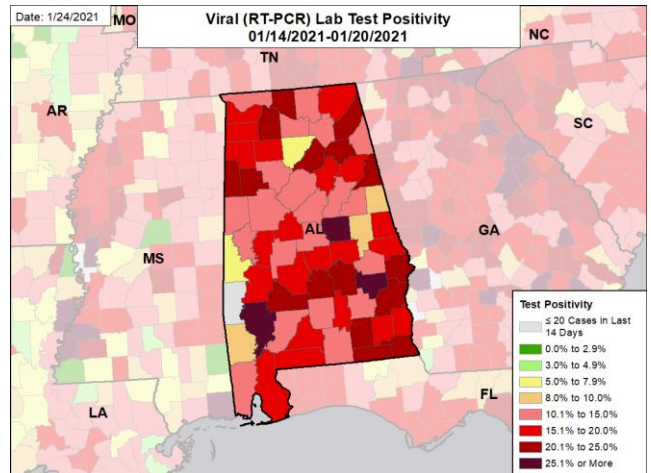 Date: 1/24/2021
Viral (RT-PCR) Lab Test Positivity
01/14/2021-01/20/2021
MO
TN
NC
AR
SC
AL
MS
GA
LA
FL
Test Positivity
≤ 20 Cases in Last
14 Days
0.0% to 2.9%
3.0% to 4.9%
5.0% to 7.9%
8.0% to 10.0%
10.1% to 15.0%
15.1% to 20.0%
20.1% to 25.0%
25.1% or More